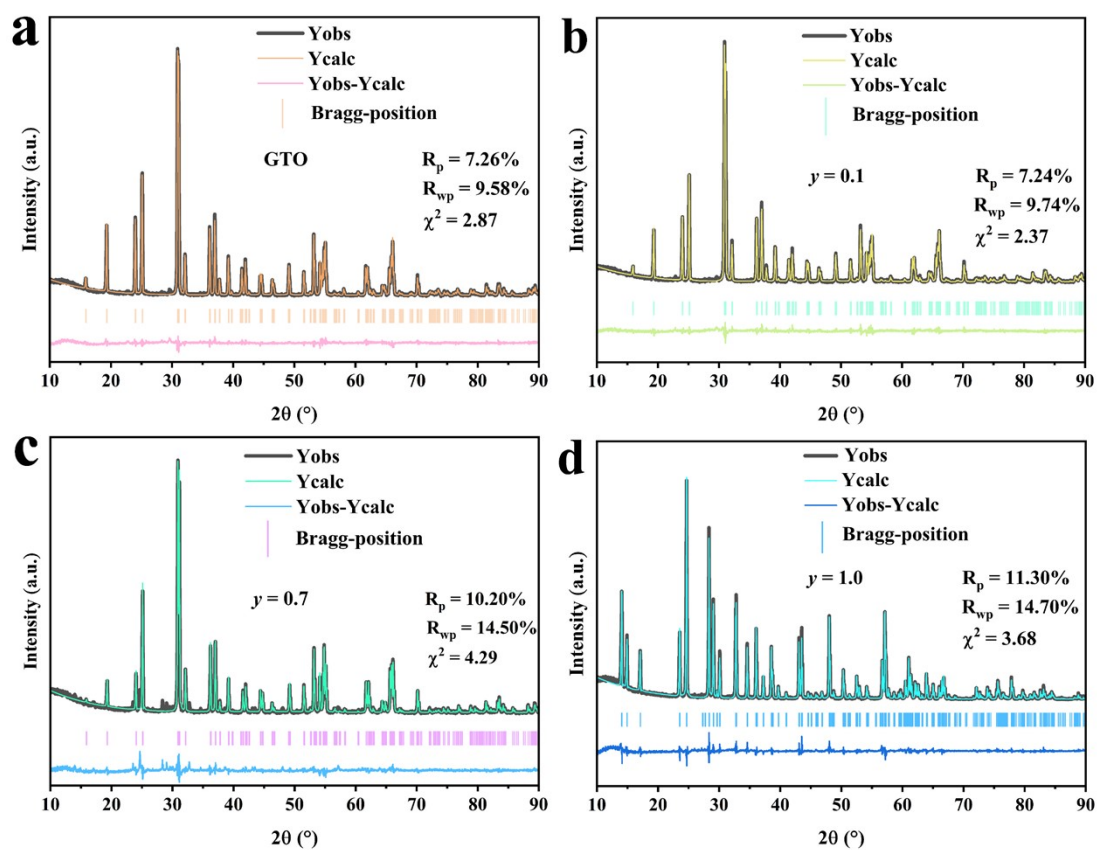 a
Yobs
Ycalc
Yobs-Ycalc
Bragg-position
GTO
Rp = 7.26%
Rwp = 9.58%
χ² = 2.87
Intensity (a.u.)
10 20 30 40 50 60 70 80 90
2θ (°)
b
Yobs
Ycalc
Yobs-Ycalc
Bragg-position
y = 0.1
Rp = 7.24%
Rwp = 9.74%
χ² = 2.37
Intensity (a.u.)
10 20 30 40 50 60 70 80 90
2θ (°)
c
Yobs
Ycalc
Yobs-Ycalc
Bragg-position
y = 0.7
Rp = 10.20%
Rwp = 14.50%
χ² = 4.29
Intensity (a.u.)
10 20 30 40 50 60 70 80 90
2θ (°)
d
Yobs
Ycalc
Yobs-Ycalc
Bragg-position
y = 1.0
Rp = 11.30%
Rwp = 14.70%
χ² = 3.68
Intensity (a.u.)
10 20 30 40 50 60 70 80 90
2θ (°)